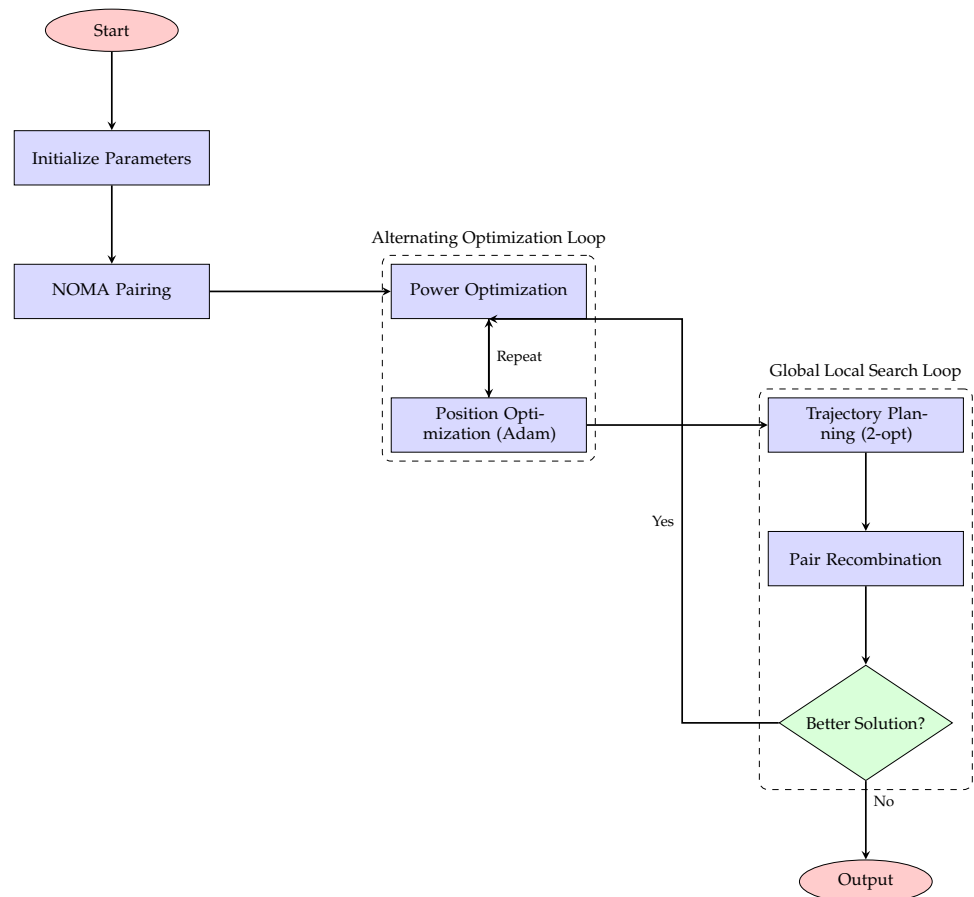 Start
Initialize Parameters
NOMA Pairing
Alternating Optimization Loop
Power Optimization
Repeat
Position Opti-
mization (Adam)
Global Local Search Loop
Trajectory Plan-
ning (2-opt)
Yes
Pair Recombination
Better Solution?
No
Output